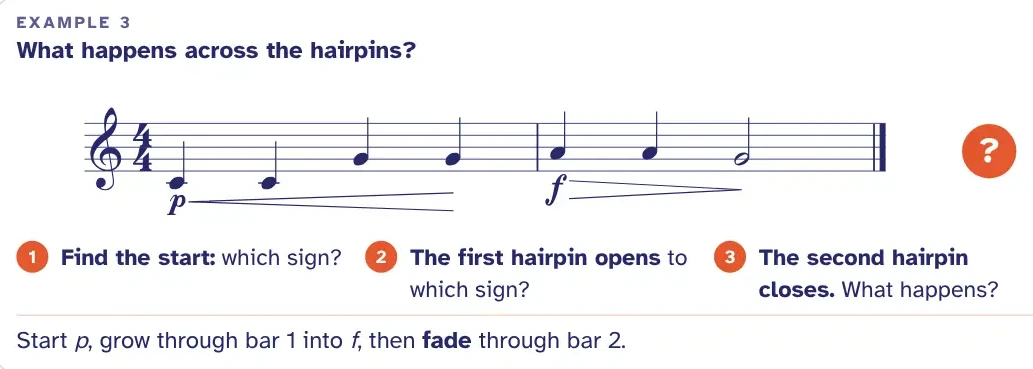 EXAMPLE 3
What happens across the hairpins?
4
4
p
f
?
1 Find the start: which sign?
2 The first hairpin opens to
which sign?
3 The second hairpin
closes. What happens?
Start p, grow through bar 1 into f, then fade through bar 2.